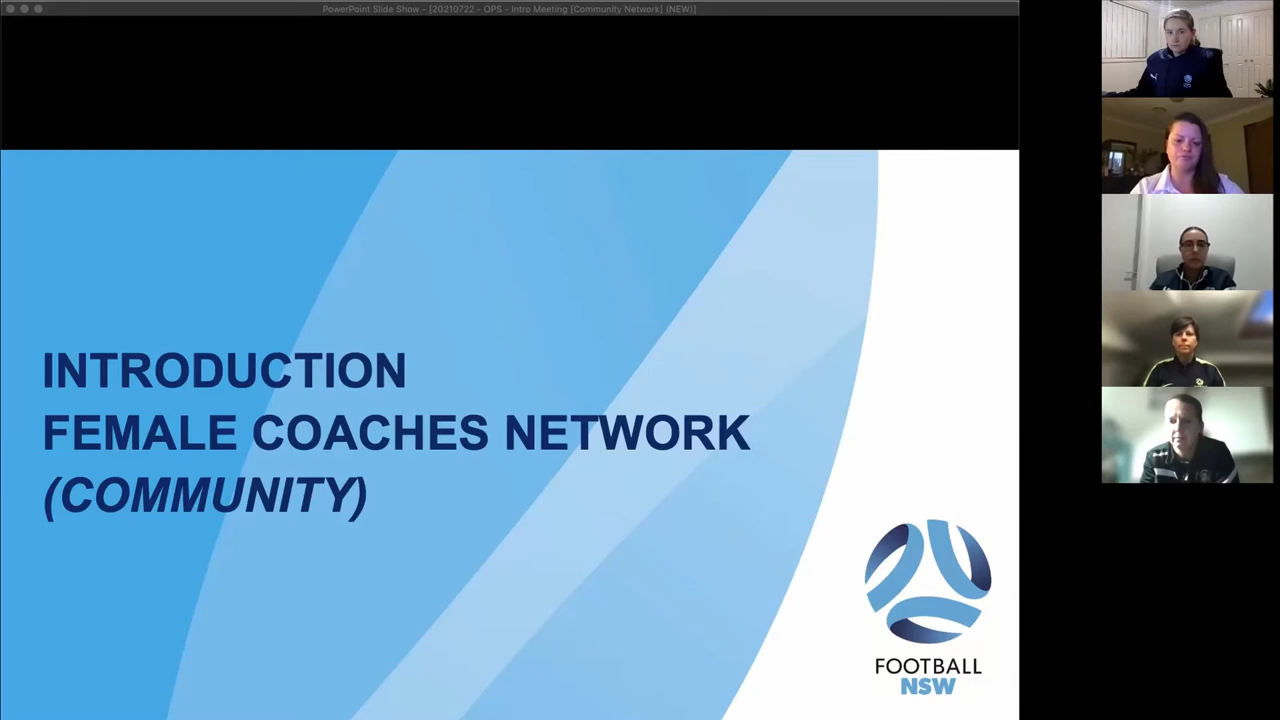 PowerPoint Slide Show – [20210722 - OPS - Intro Meeting [Community Network] (NEW)]
INTRODUCTION
FEMALE COACHES NETWORK
(COMMUNITY)
FOOTBALL
NSW